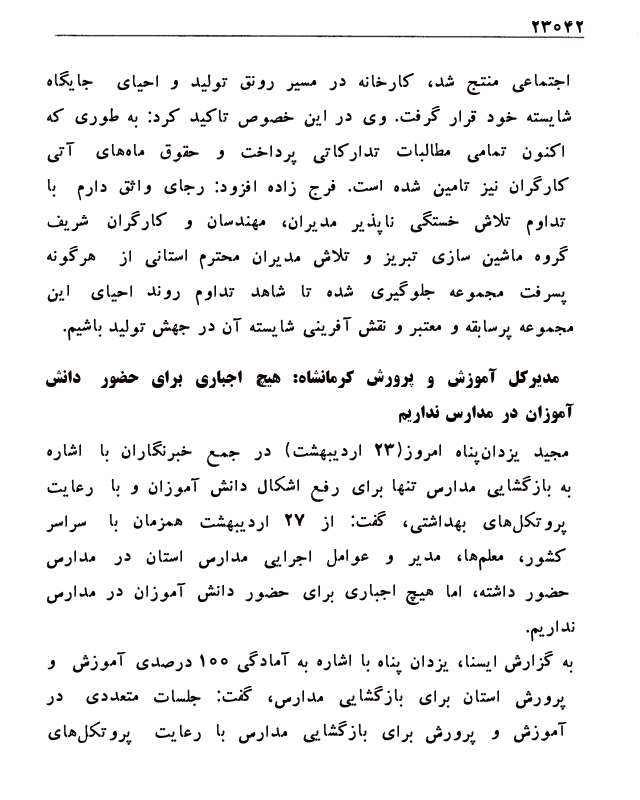 ۲۳۰۴۲
اجتماعی منتج شد، کارخانه در مسیر رونق تولید و احیای جایگاه
شایسته خود قرار گرفت. وی در این خصوص تاکید کرد: به طوری که
اکنون تمامی مطالبات تدارکاتی پرداخت و حقوق ماه‌های آتی
کارگران نیز تامین شده است. فرج زاده افزود: رجای واثق دارم با
تداوم تلاش خستگی ناپذیر مدیران، مهندسان و کارگران شریف
گروه ماشین سازی تبریز و تلاش مدیران محترم استانی از هرگونه
پسرفت مجموعه جلوگیری شده تا شاهد تداوم روند احیای این
مجموعه پرسابقه و معتبر و نقش آفرینی شایسته آن در جهش تولید باشیم.
مدیرکل آموزش و پرورش کرمانشاه: هیچ اجباری برای حضور دانش
آموزان در مدارس نداریم
مجید یزدان‌پناه امروز(۲۳ اردیبهشت) در جمع خبرنگاران با اشاره
به بازگشایی مدارس تنها برای رفع اشکال دانش آموزان و با رعایت
پروتکل‌های بهداشتی، گفت: از ۲۷ اردیبهشت همزمان با سراسر
کشور، معلم‌ها، مدیر و عوامل اجرایی مدارس استان در مدارس
حضور داشته، اما هیچ اجباری برای حضور دانش آموزان در مدارس
نداریم.
به گزارش ایسنا، یزدان پناه با اشاره به آمادگی ۱۰۰ درصدی آموزش و
پرورش استان برای بازگشایی مدارس، گفت: جلسات متعددی در
آموزش و پرورش برای بازگشایی مدارس با رعایت پروتکل‌های